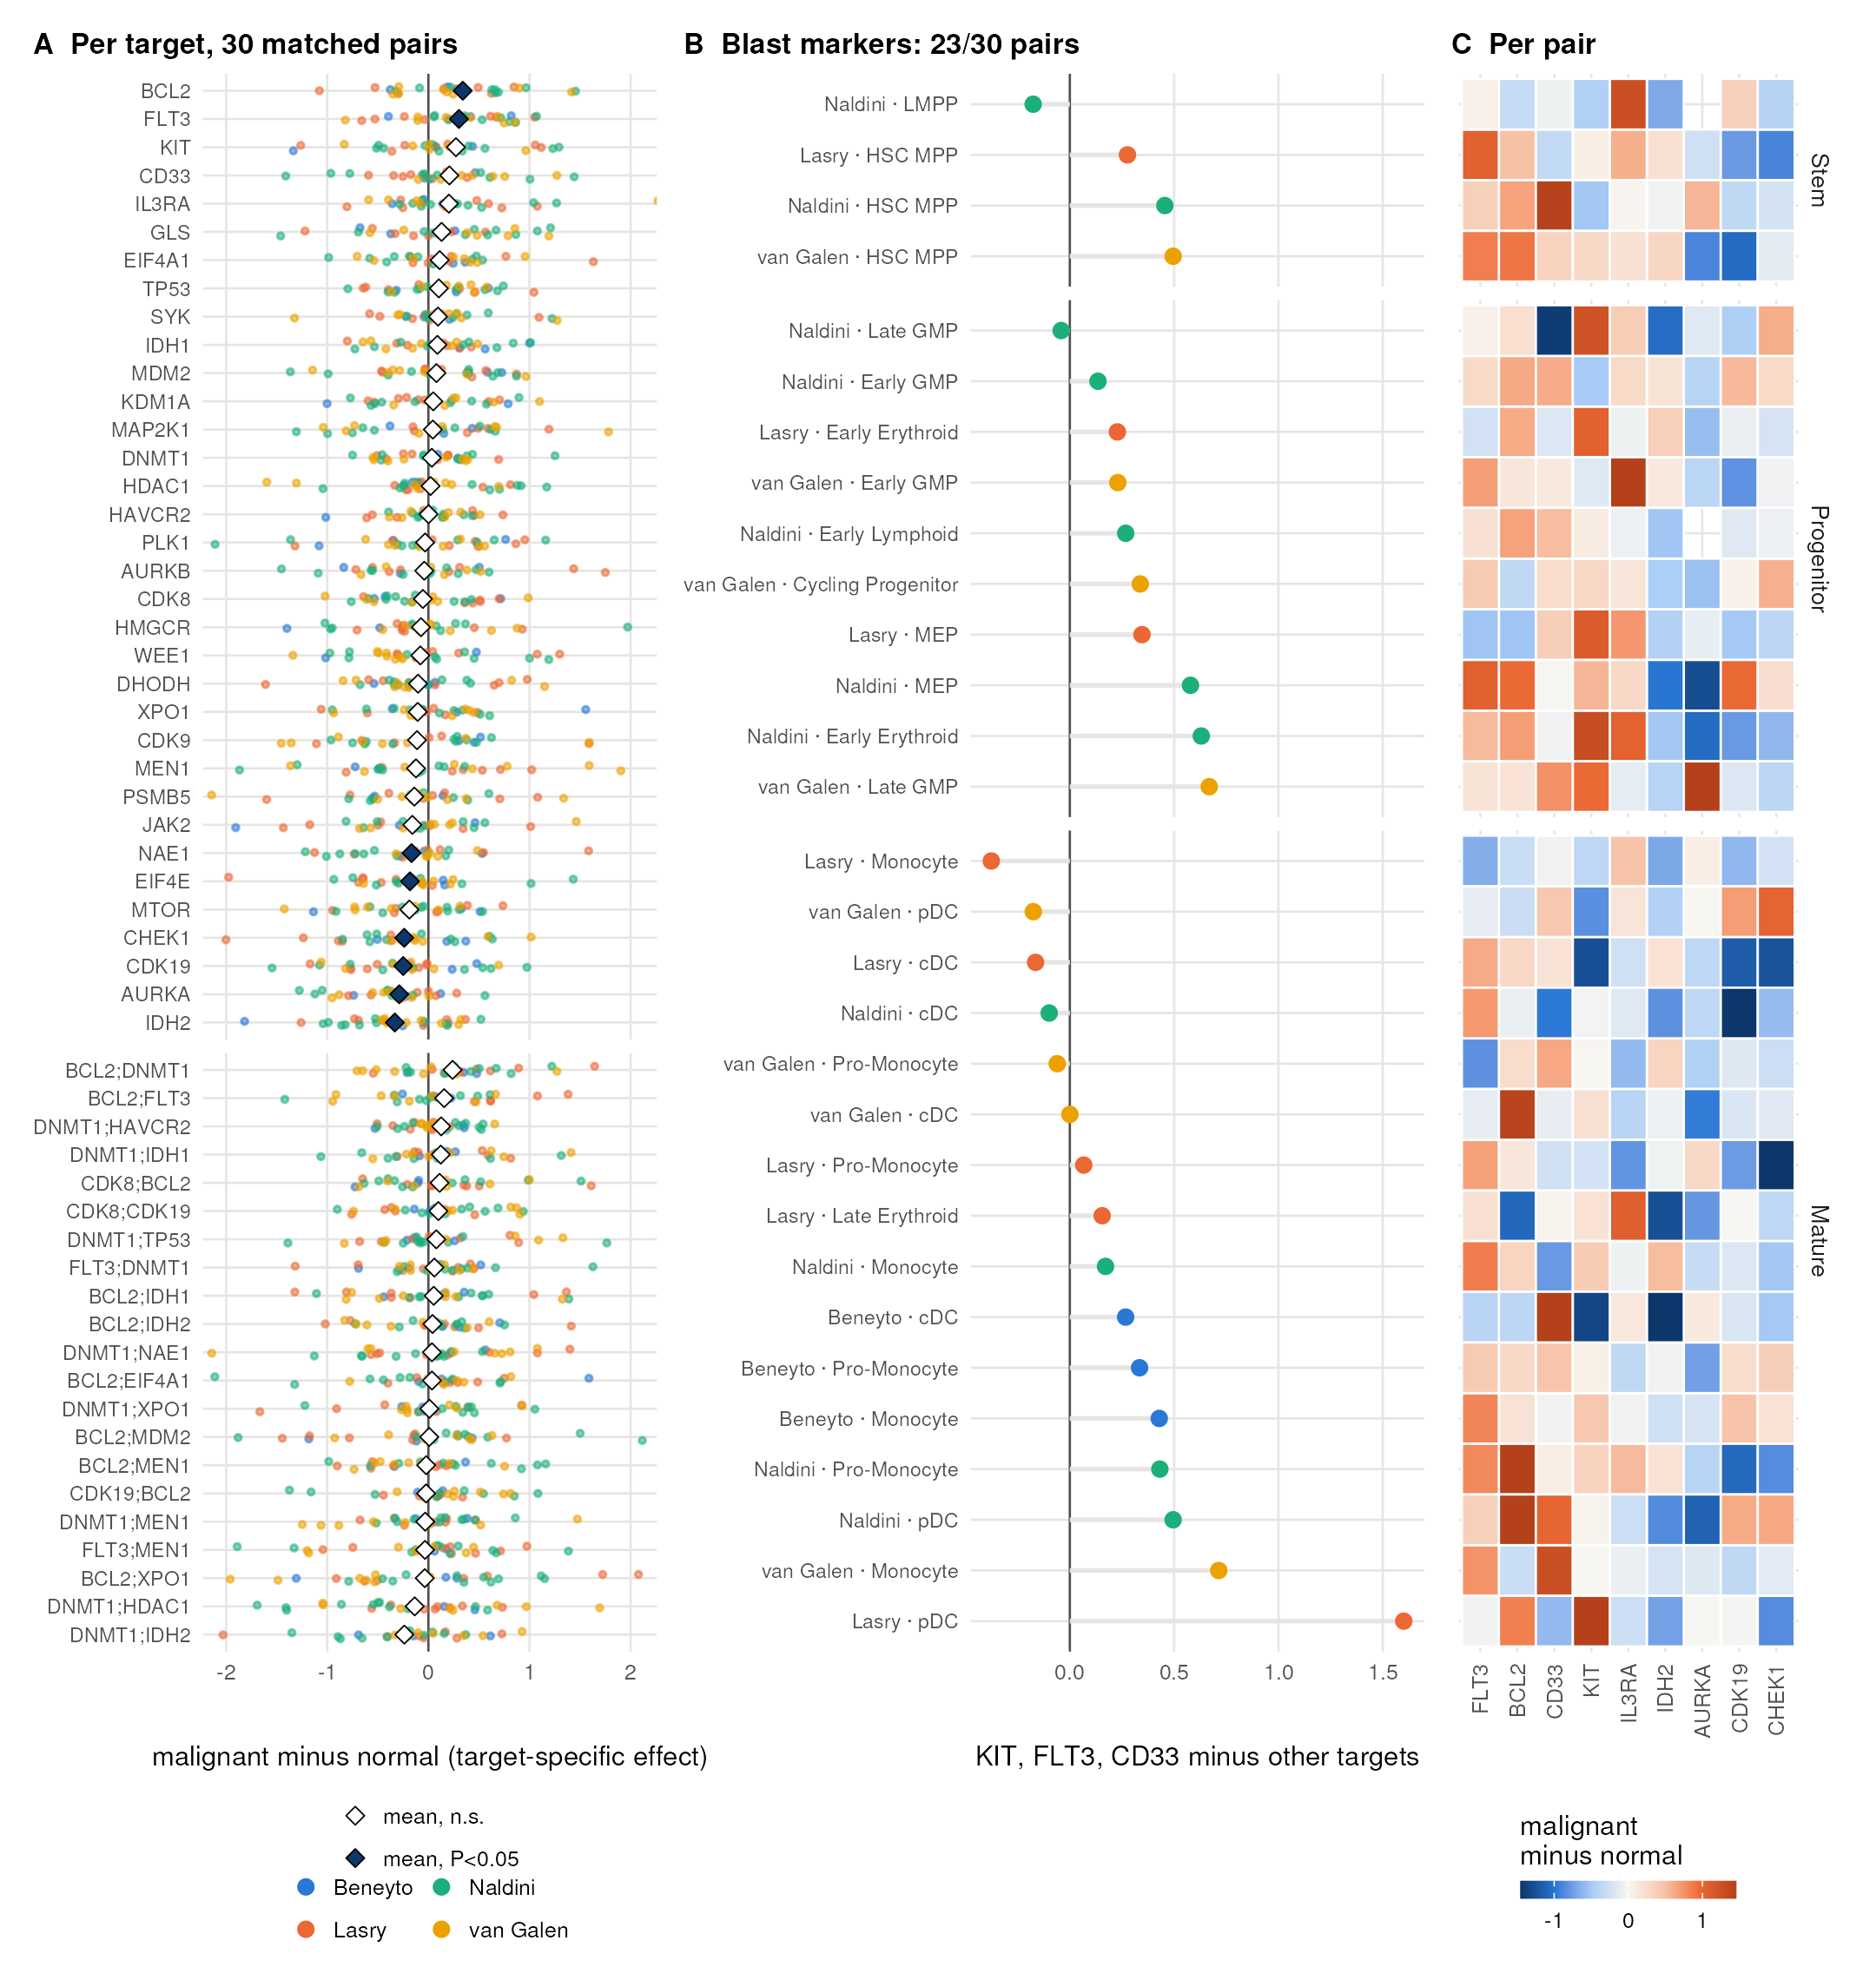 A Per target, 30 matched pairs
BCL2
FLT3
KIT
CD33
IL3RA
GLS
EIF4A1
TP53
SYK
IDH1
MDM2
KDM1A
MAP2K1
DNMT1
HDAC1
HAVCR2
PLK1
AURKB
CDK8
HMGCR
WEE1
DHODH
XPO1
CDK9
MEN1
PSMB5
JAK2
NAE1
EIF4E
MTOR
CHEK1
CDK19
AURKA
IDH2
BCL2;DNMT1
BCL2;FLT3
DNMT1;HAVCR2
DNMT1;IDH1
CDK8;BCL2
CDK8;CDK19
DNMT1;TP53
FLT3;DNMT1
BCL2;IDH1
BCL2;IDH2
DNMT1;NAE1
BCL2;EIF4A1
DNMT1;XPO1
BCL2;MDM2
BCL2;MEN1
CDK19;BCL2
DNMT1;MEN1
FLT3;MEN1
BCL2;XPO1
DNMT1;HDAC1
DNMT1;IDH2
-2 -1 0 1 2
malignant minus normal (target-specific effect)
mean, n.s.
mean, P<0.05
Beneyto Naldini
Lasry van Galen
B Blast markers: 23/30 pairs
Naldini · LMPP
Lasry · HSC MPP
Naldini · HSC MPP
van Galen · HSC MPP
Naldini · Late GMP
Naldini · Early GMP
Lasry · Early Erythroid
van Galen · Early GMP
Naldini · Early Lymphoid
van Galen · Cycling Progenitor
Lasry · MEP
Naldini · MEP
Naldini · Early Erythroid
van Galen · Late GMP
Lasry · Monocyte
van Galen · pDC
Lasry · cDC
Naldini · cDC
van Galen · Pro-Monocyte
van Galen · cDC
Lasry · Pro-Monocyte
Lasry · Late Erythroid
Naldini · Monocyte
Beneyto · cDC
Beneyto · Pro-Monocyte
Beneyto · Monocyte
Naldini · Pro-Monocyte
Naldini · pDC
van Galen · Monocyte
Lasry · pDC
0.0 0.5 1.0 1.5
KIT, FLT3, CD33 minus other targets
C Per pair
Stem
Progenitor
Mature
FLT3
BCL2
CD33
KIT
IL3RA
IDH2
AURKA
CDK19
CHEK1
malignant
minus normal
-1 0 1